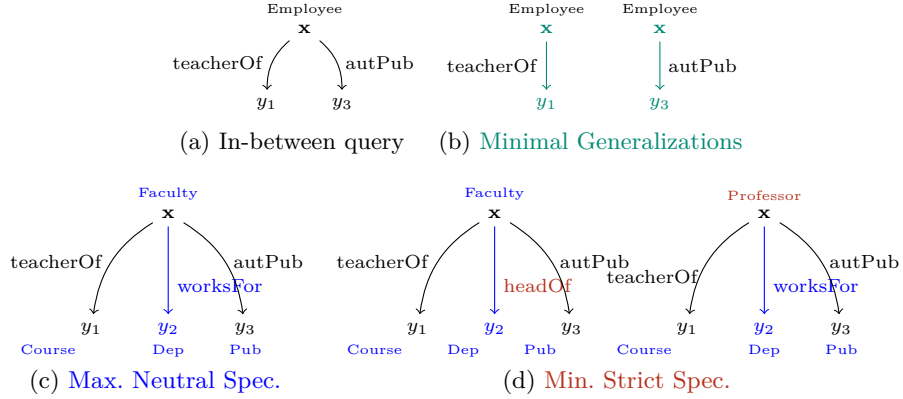 Employee
x
teacherOf autPub
y1 y3
(a) In-between query
Employee Employee
x x
teacherOf autPub
y1 y3
(b) Minimal Generalizations
Faculty
x
teacherOf autPub
worksFor
y1 y2 y3
Course Dep Pub
(c) Max. Neutral Spec.
Faculty
x
teacherOf autPub
headOf
y1 y2 y3
Course Dep Pub
Professor
x
teacherOf autPub
worksFor
y1 y2 y3
Course Dep Pub
(d) Min. Strict Spec.